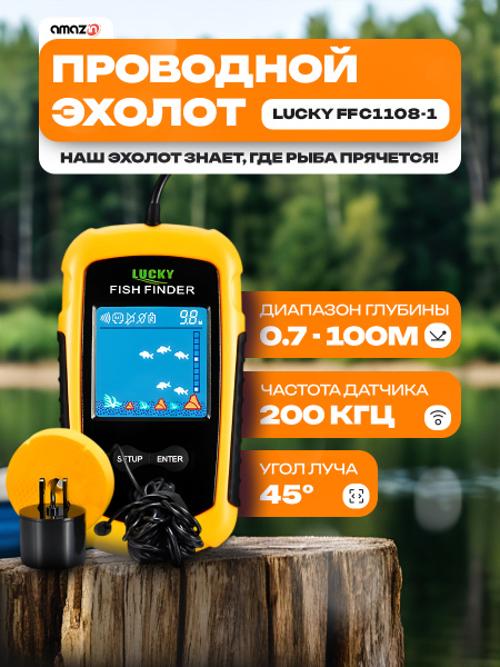 amazin
ПРОВОДНОЙ
ЭХОЛОТ
LUCKY FFC1108-1
НАШ ЭХОЛОТ ЗНАЕТ, ГДЕ РЫБА ПРЯЧЕТСЯ!
LUCKY
FISH FINDER
9.8 м
ДИАПАЗОН ГЛУБИНЫ
0.7 - 100М
ЧАСТОТА ДАТЧИКА
200 КГЦ
SETUP ENTER
УГОЛ ЛУЧА
45°